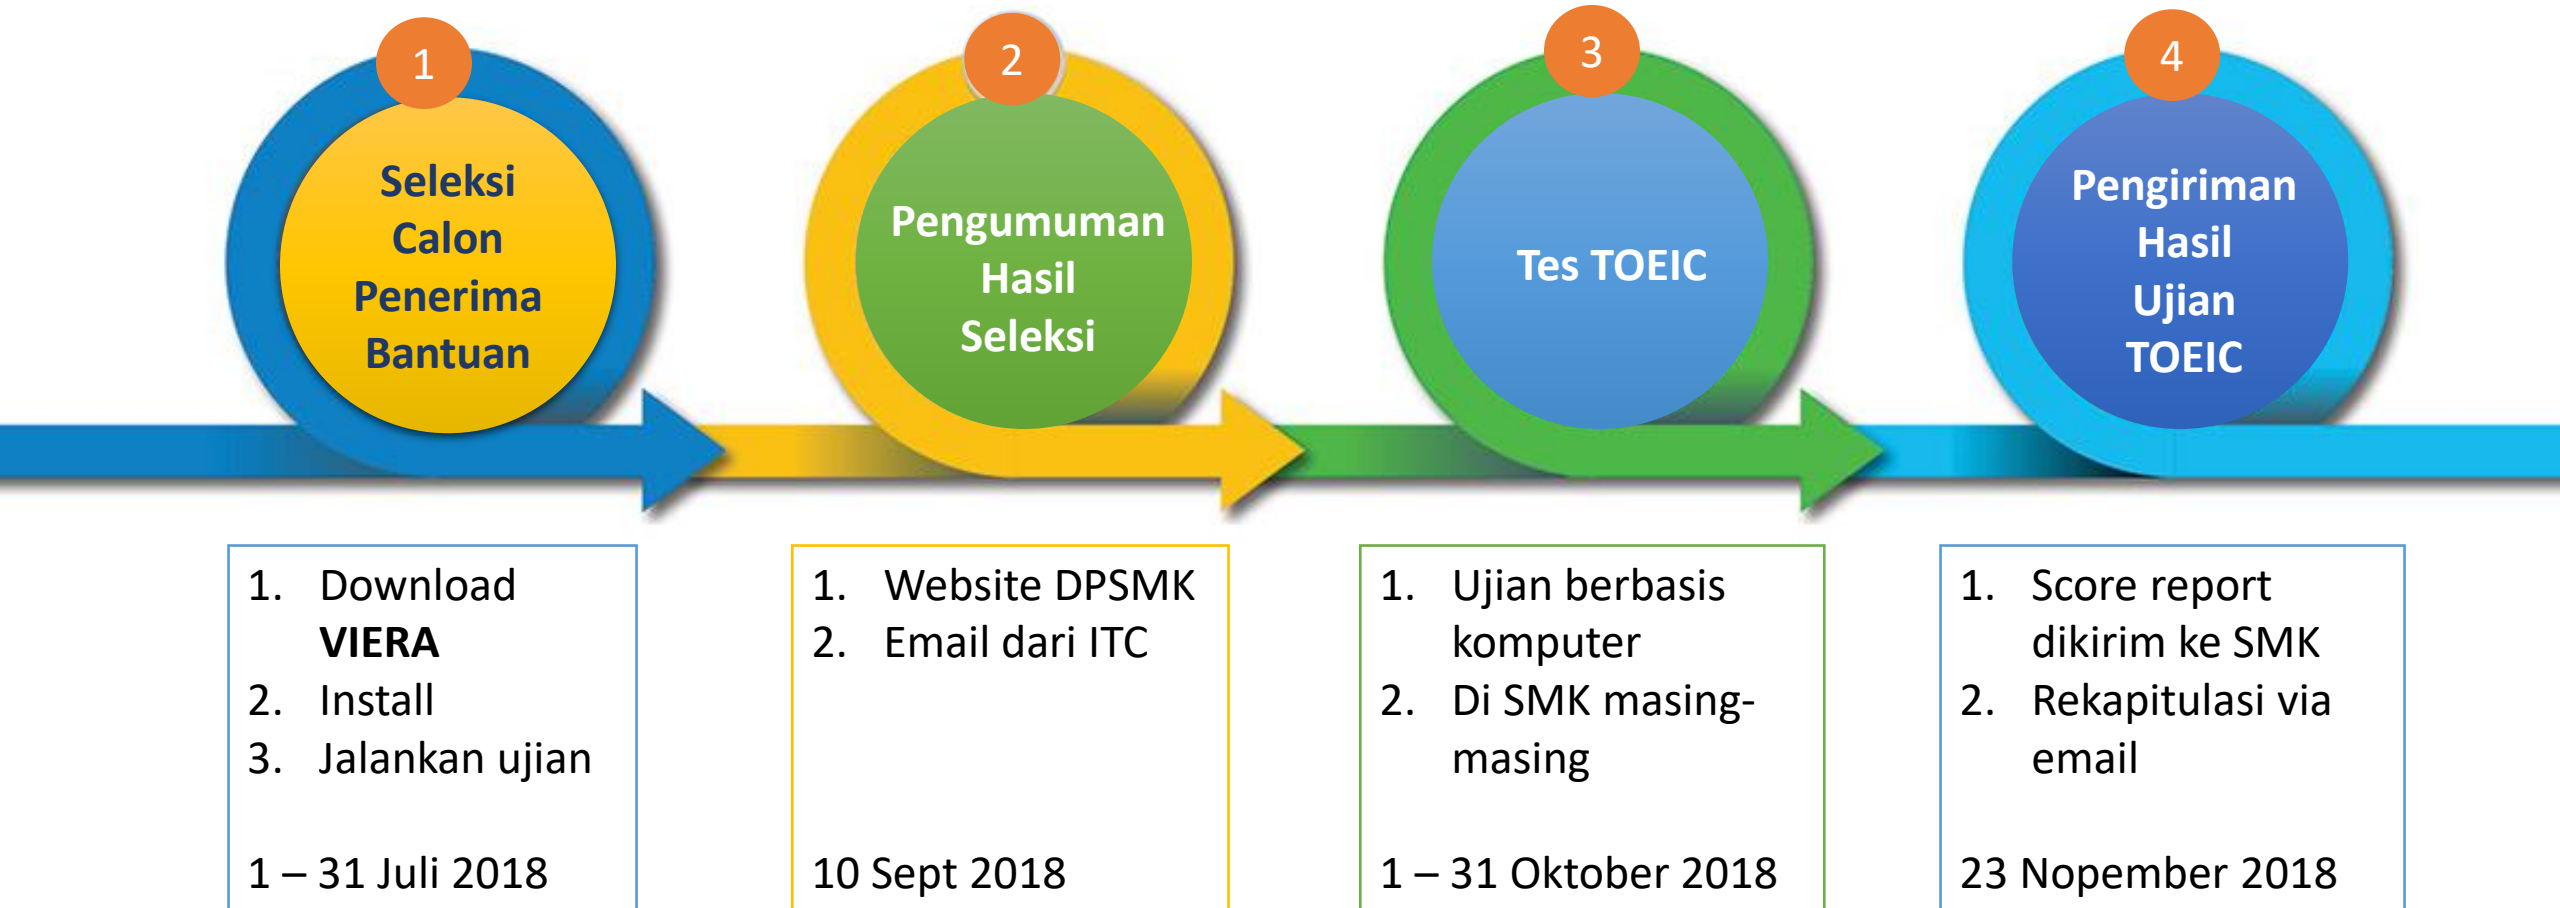 1
Seleksi
Calon
Penerima
Bantuan
1. Download
VIERA
2. Install
3. Jalankan ujian
1 – 31 Juli 2018
2
Pengumuman
Hasil
Seleksi
1. Website DPSMK
2. Email dari ITC
10 Sept 2018
3
Tes TOEIC
1. Ujian berbasis
komputer
2. Di SMK masing-
masing
1 – 31 Oktober 2018
4
Pengiriman
Hasil
Ujian
TOEIC
1. Score report
dikirim ke SMK
2. Rekapitulasi via
email
23 Nopember 2018